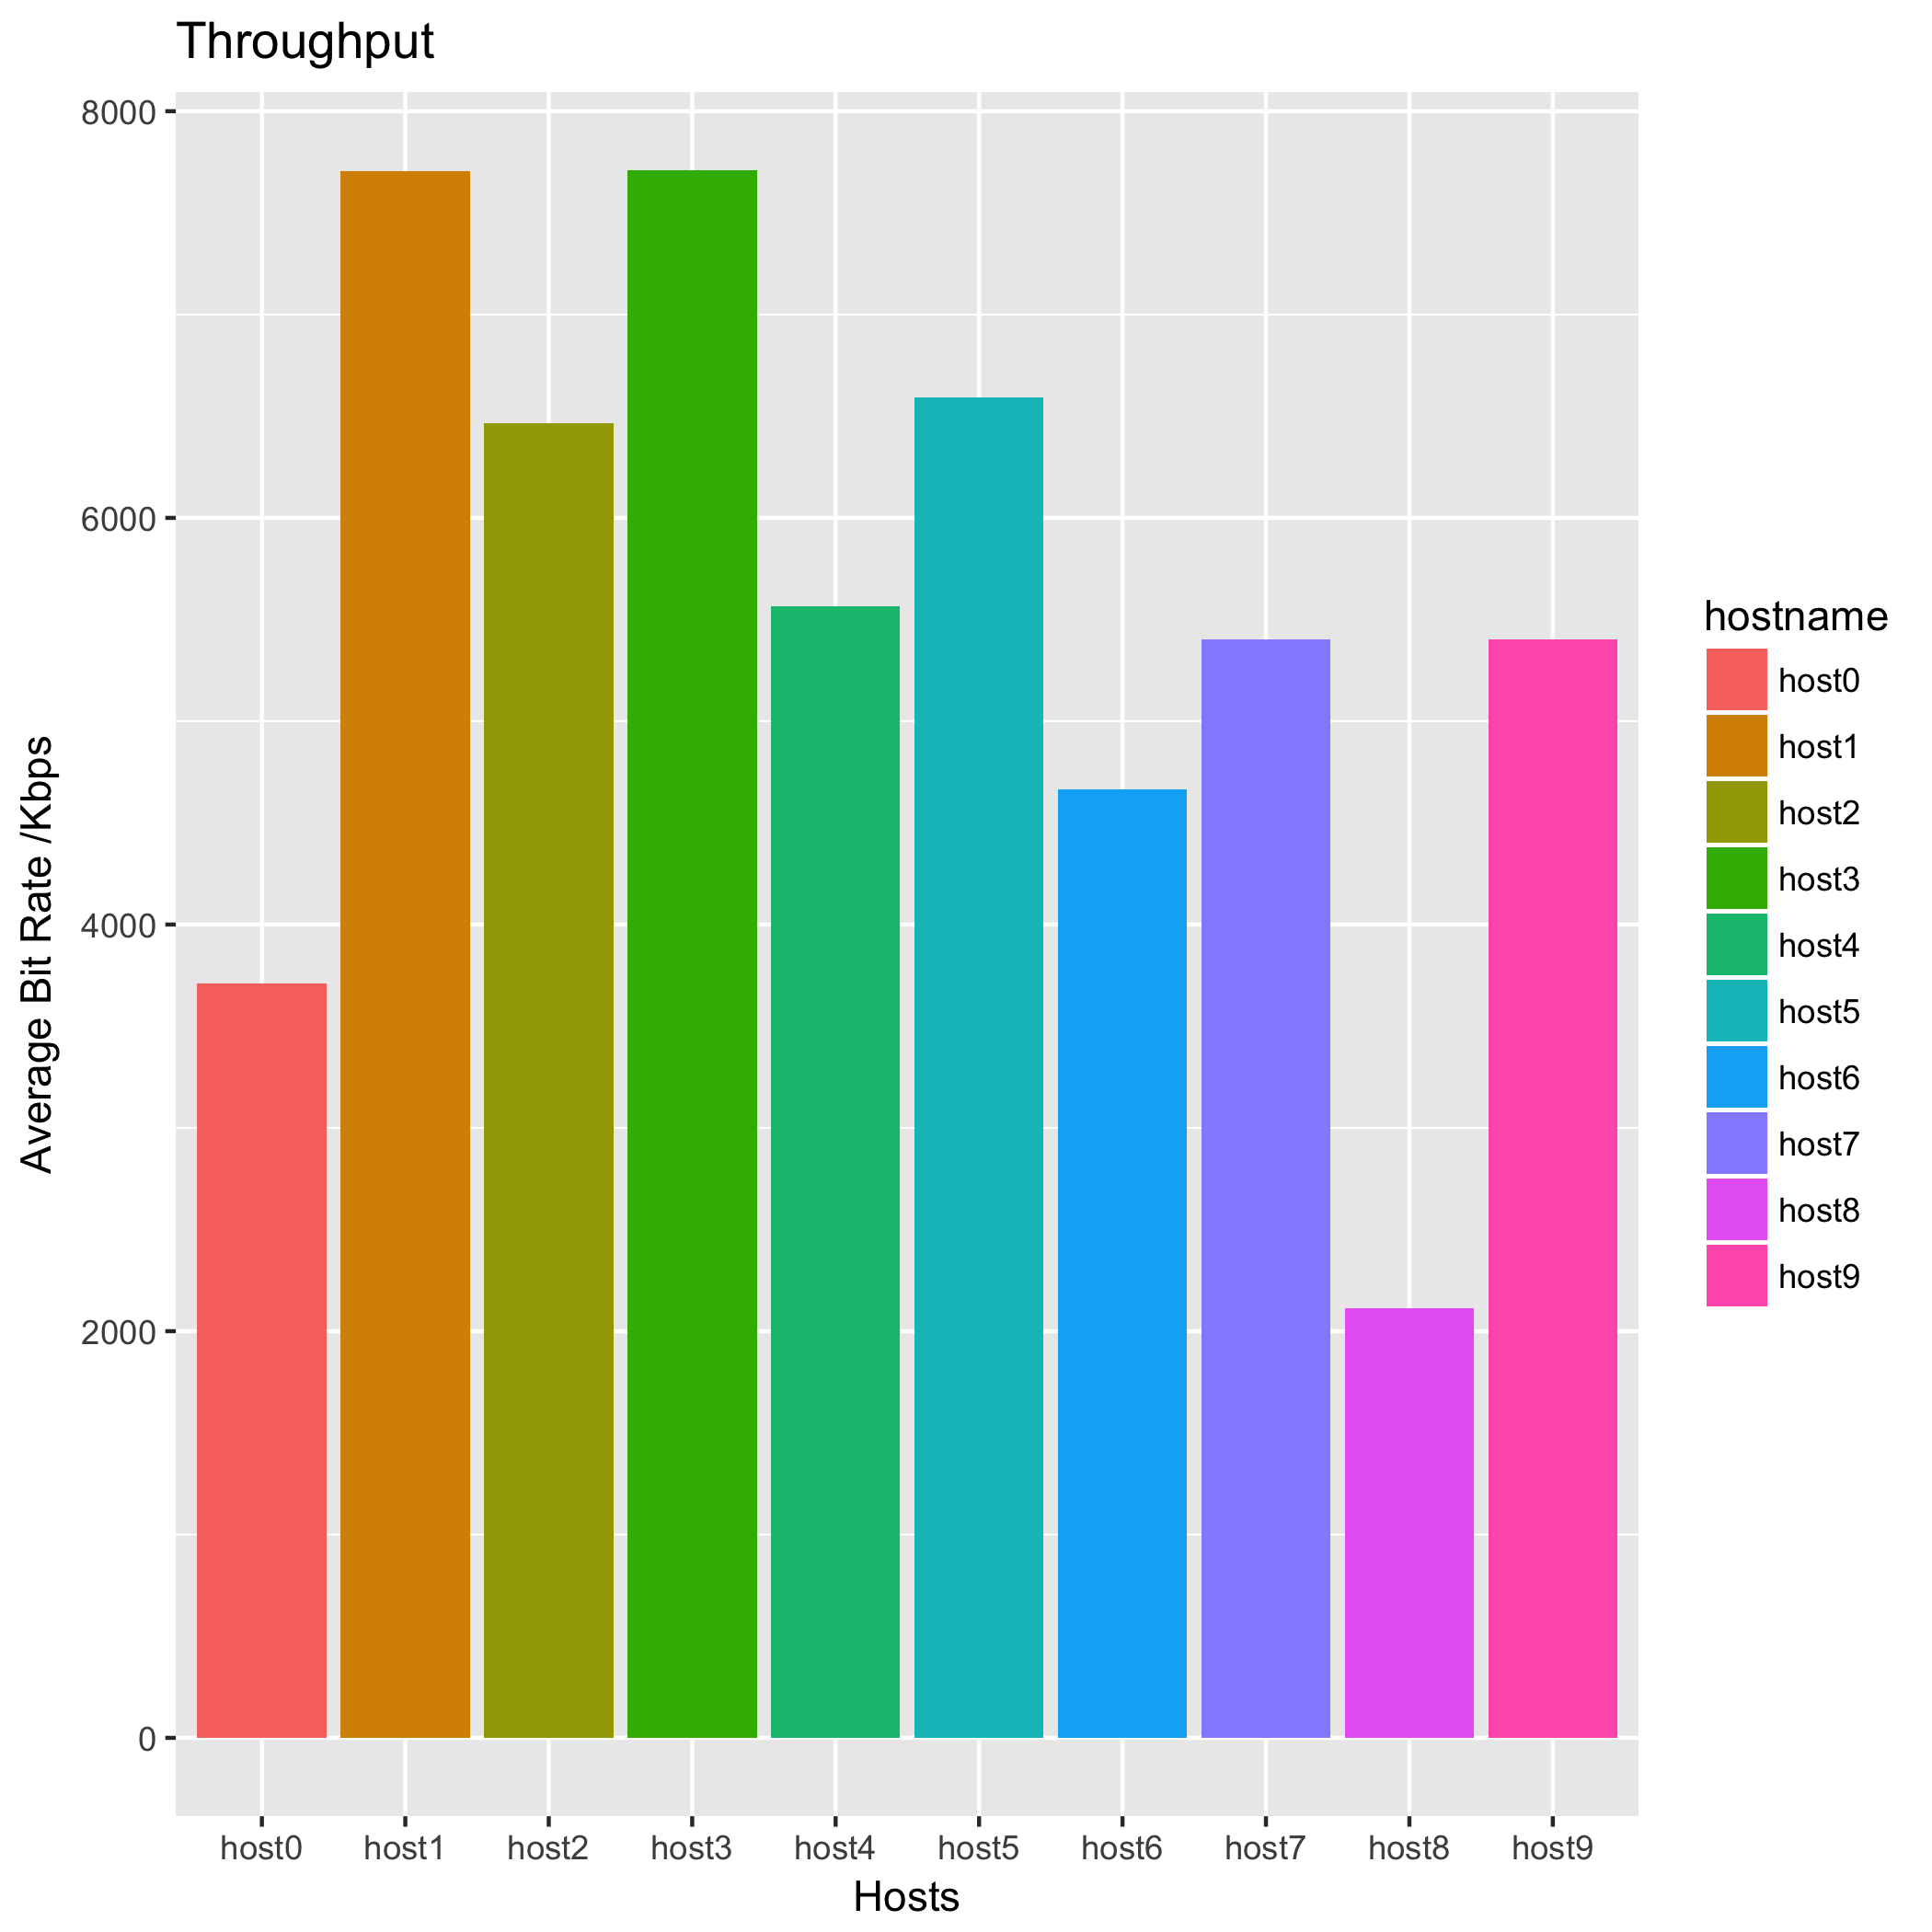 Throughput
8000
6000
4000
2000
0
Average Bit Rate /Kbps
host0 host1 host2 host3 host4 host5 host6 host7 host8 host9
Hosts
hostname
host0
host1
host2
host3
host4
host5
host6
host7
host8
host9